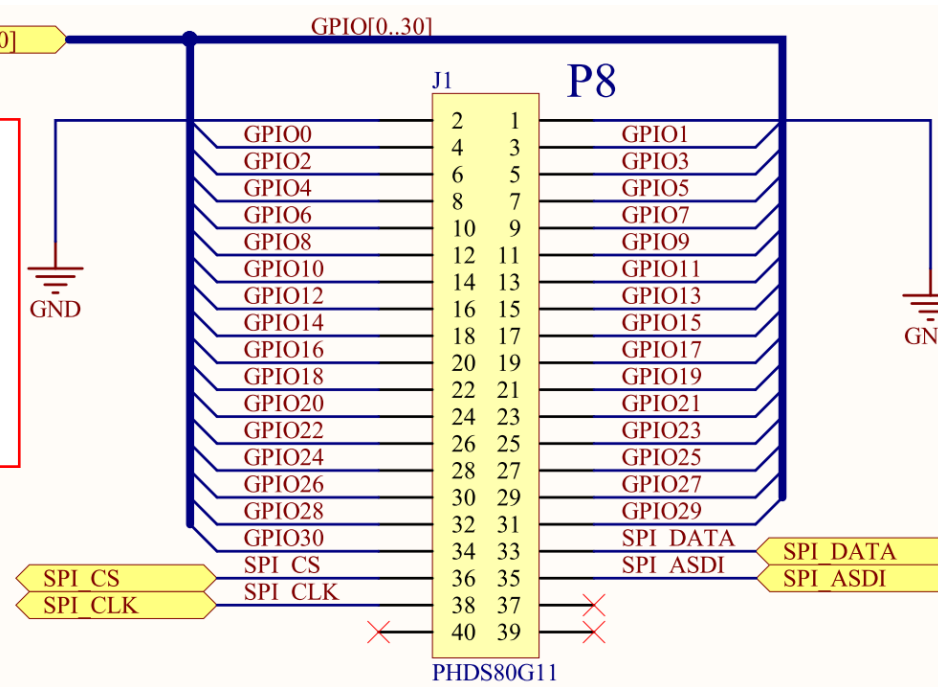 GPIO[0..30]
0]
J1
P8
2 1
GPIO0 GPIO1
4 3
GPIO2 GPIO3
6 5
GPIO4 GPIO5
8 7
GPIO6 GPIO7
10 9
GPIO8 GPIO9
12 11
GPIO10 GPIO11
14 13
GPIO12 GPIO13
16 15
GND
GPIO14 GPIO15
18 17
GN
GPIO16 GPIO17
20 19
GPIO18 GPIO19
22 21
GPIO20 GPIO21
24 23
GPIO22 GPIO23
26 25
GPIO24 GPIO25
28 27
GPIO26 GPIO27
30 29
GPIO28 GPIO29
32 31
GPIO30 SPI_DATA
34 33 SPI_DATA
SPI_CS SPI_ASDI
SPI_CS 36 35 SPI_ASDI
SPI_CLK
SPI_CLK 38 37
40 39
PHDS80G11